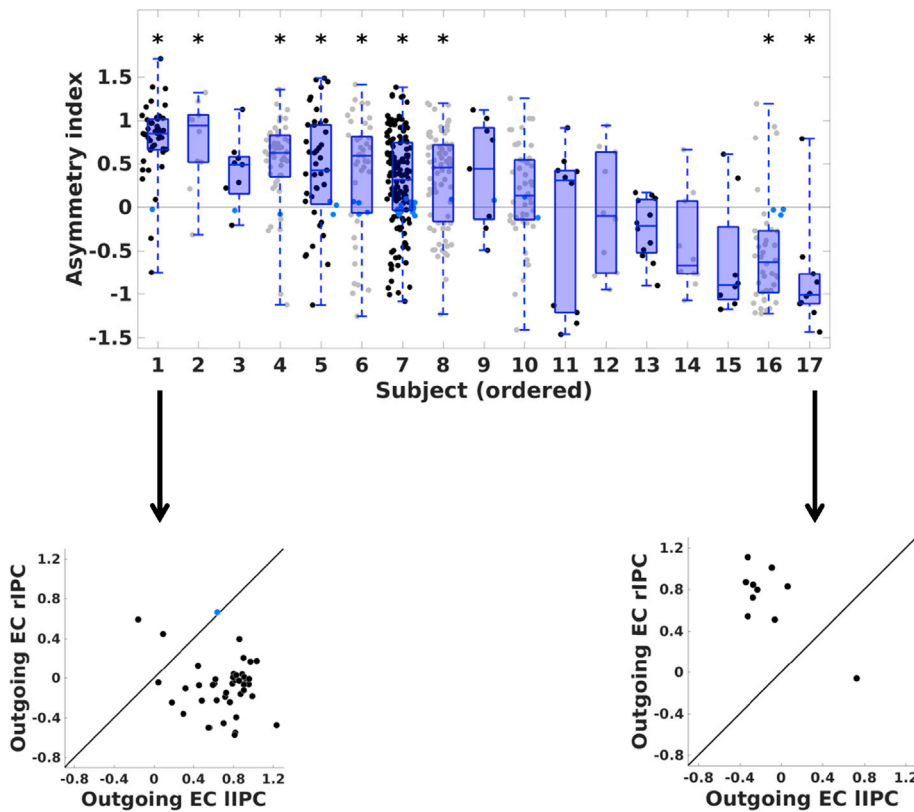 * * * * * * * * *
1.5
1
0.5
0
-0.5
-1
-1.5
Asymmetry index
1 2 3 4 5 6 7 8 9 10 11 12 13 14 15 16 17
Subject (ordered)
1.2
0.8
0.4
0
-0.4
-0.8
Outgoing EC rIPC
-0.8 -0.4 0 0.4 0.8 1.2
Outgoing EC lIPC
1.2
0.8
0.4
0
-0.4
-0.8
Outgoing EC rIPC
-0.8 -0.4 0 0.4 0.8 1.2
Outgoing EC lIPC